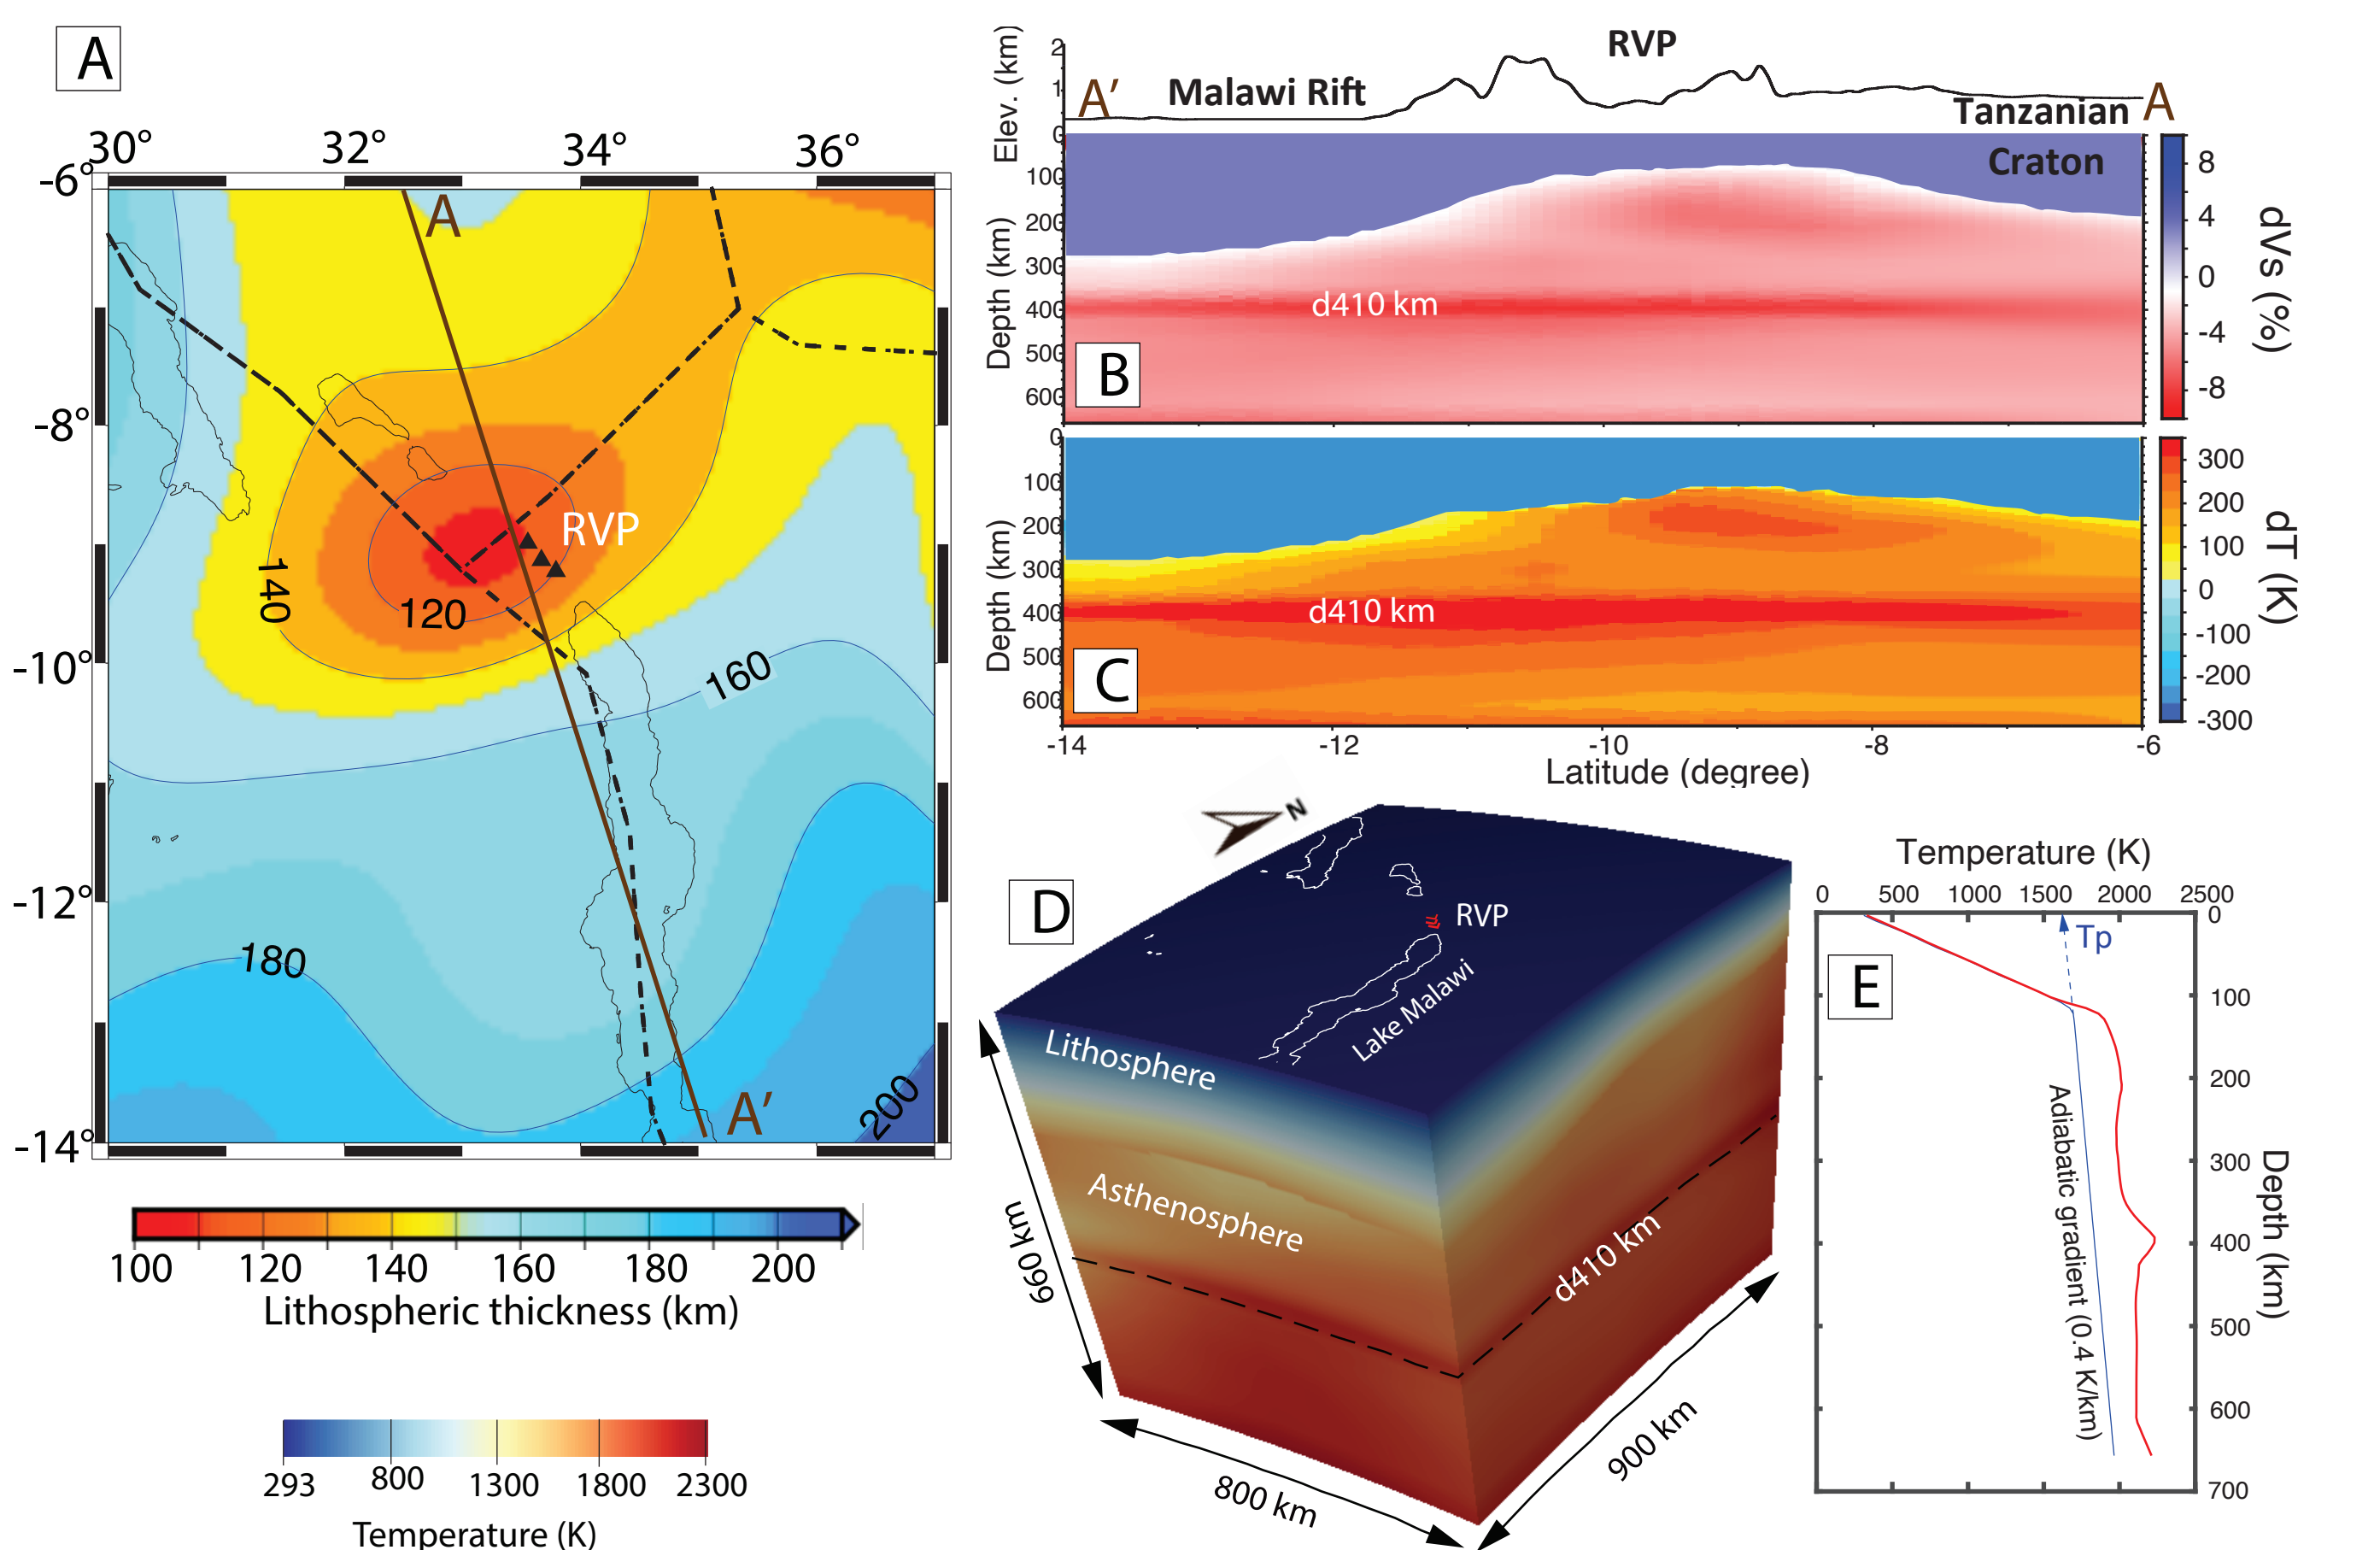 A
30°
32°
34°
36°
-6°
-8°
-10°
-12°
-14°
A
RVP
140
120
160
180
200
A′
100
120
140
160
180
200
Lithospheric thickness (km)
293
800
1300
1800
2300
Temperature (K)
RVP
Elev. (km)
2
1
0
A′
Malawi Rift
Tanzanian
Craton
A
Depth (km)
100
200
300
400
500
600
d410 km
B
8
4
0
-4
-8
dVs (%)
Depth (km)
0
100
200
300
400
500
600
d410 km
C
300
200
100
0
-100
-200
-300
dT (K)
-14
-12
-10
-8
-6
Latitude (degree)
N
D
RVP
Lake Malawi
Lithosphere
Asthenosphere
d410 km
660 km
800 km
900 km
Temperature (K)
0
500
1000
1500
2000
2500
Tp
E
Adiabatic gradient (0.4 K/km)
0
100
200
300
400
500
600
700
Depth (km)